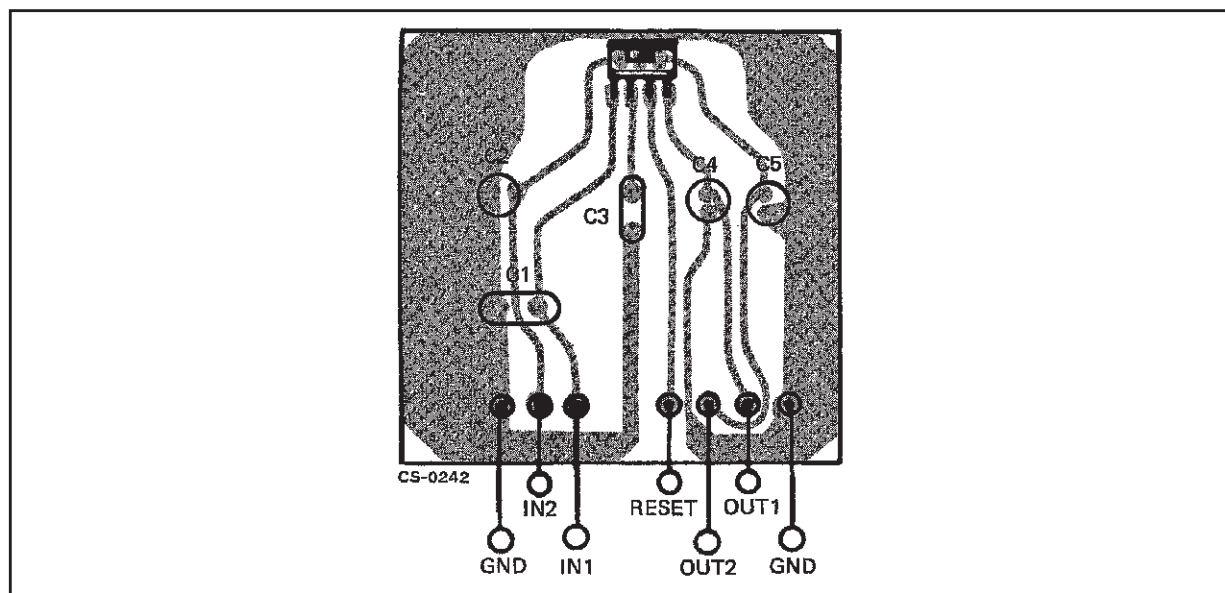 C2
C4
C5
C3
C1
CS-0242
IN2
RESET
OUT1
GND
IN1
OUT2
GND